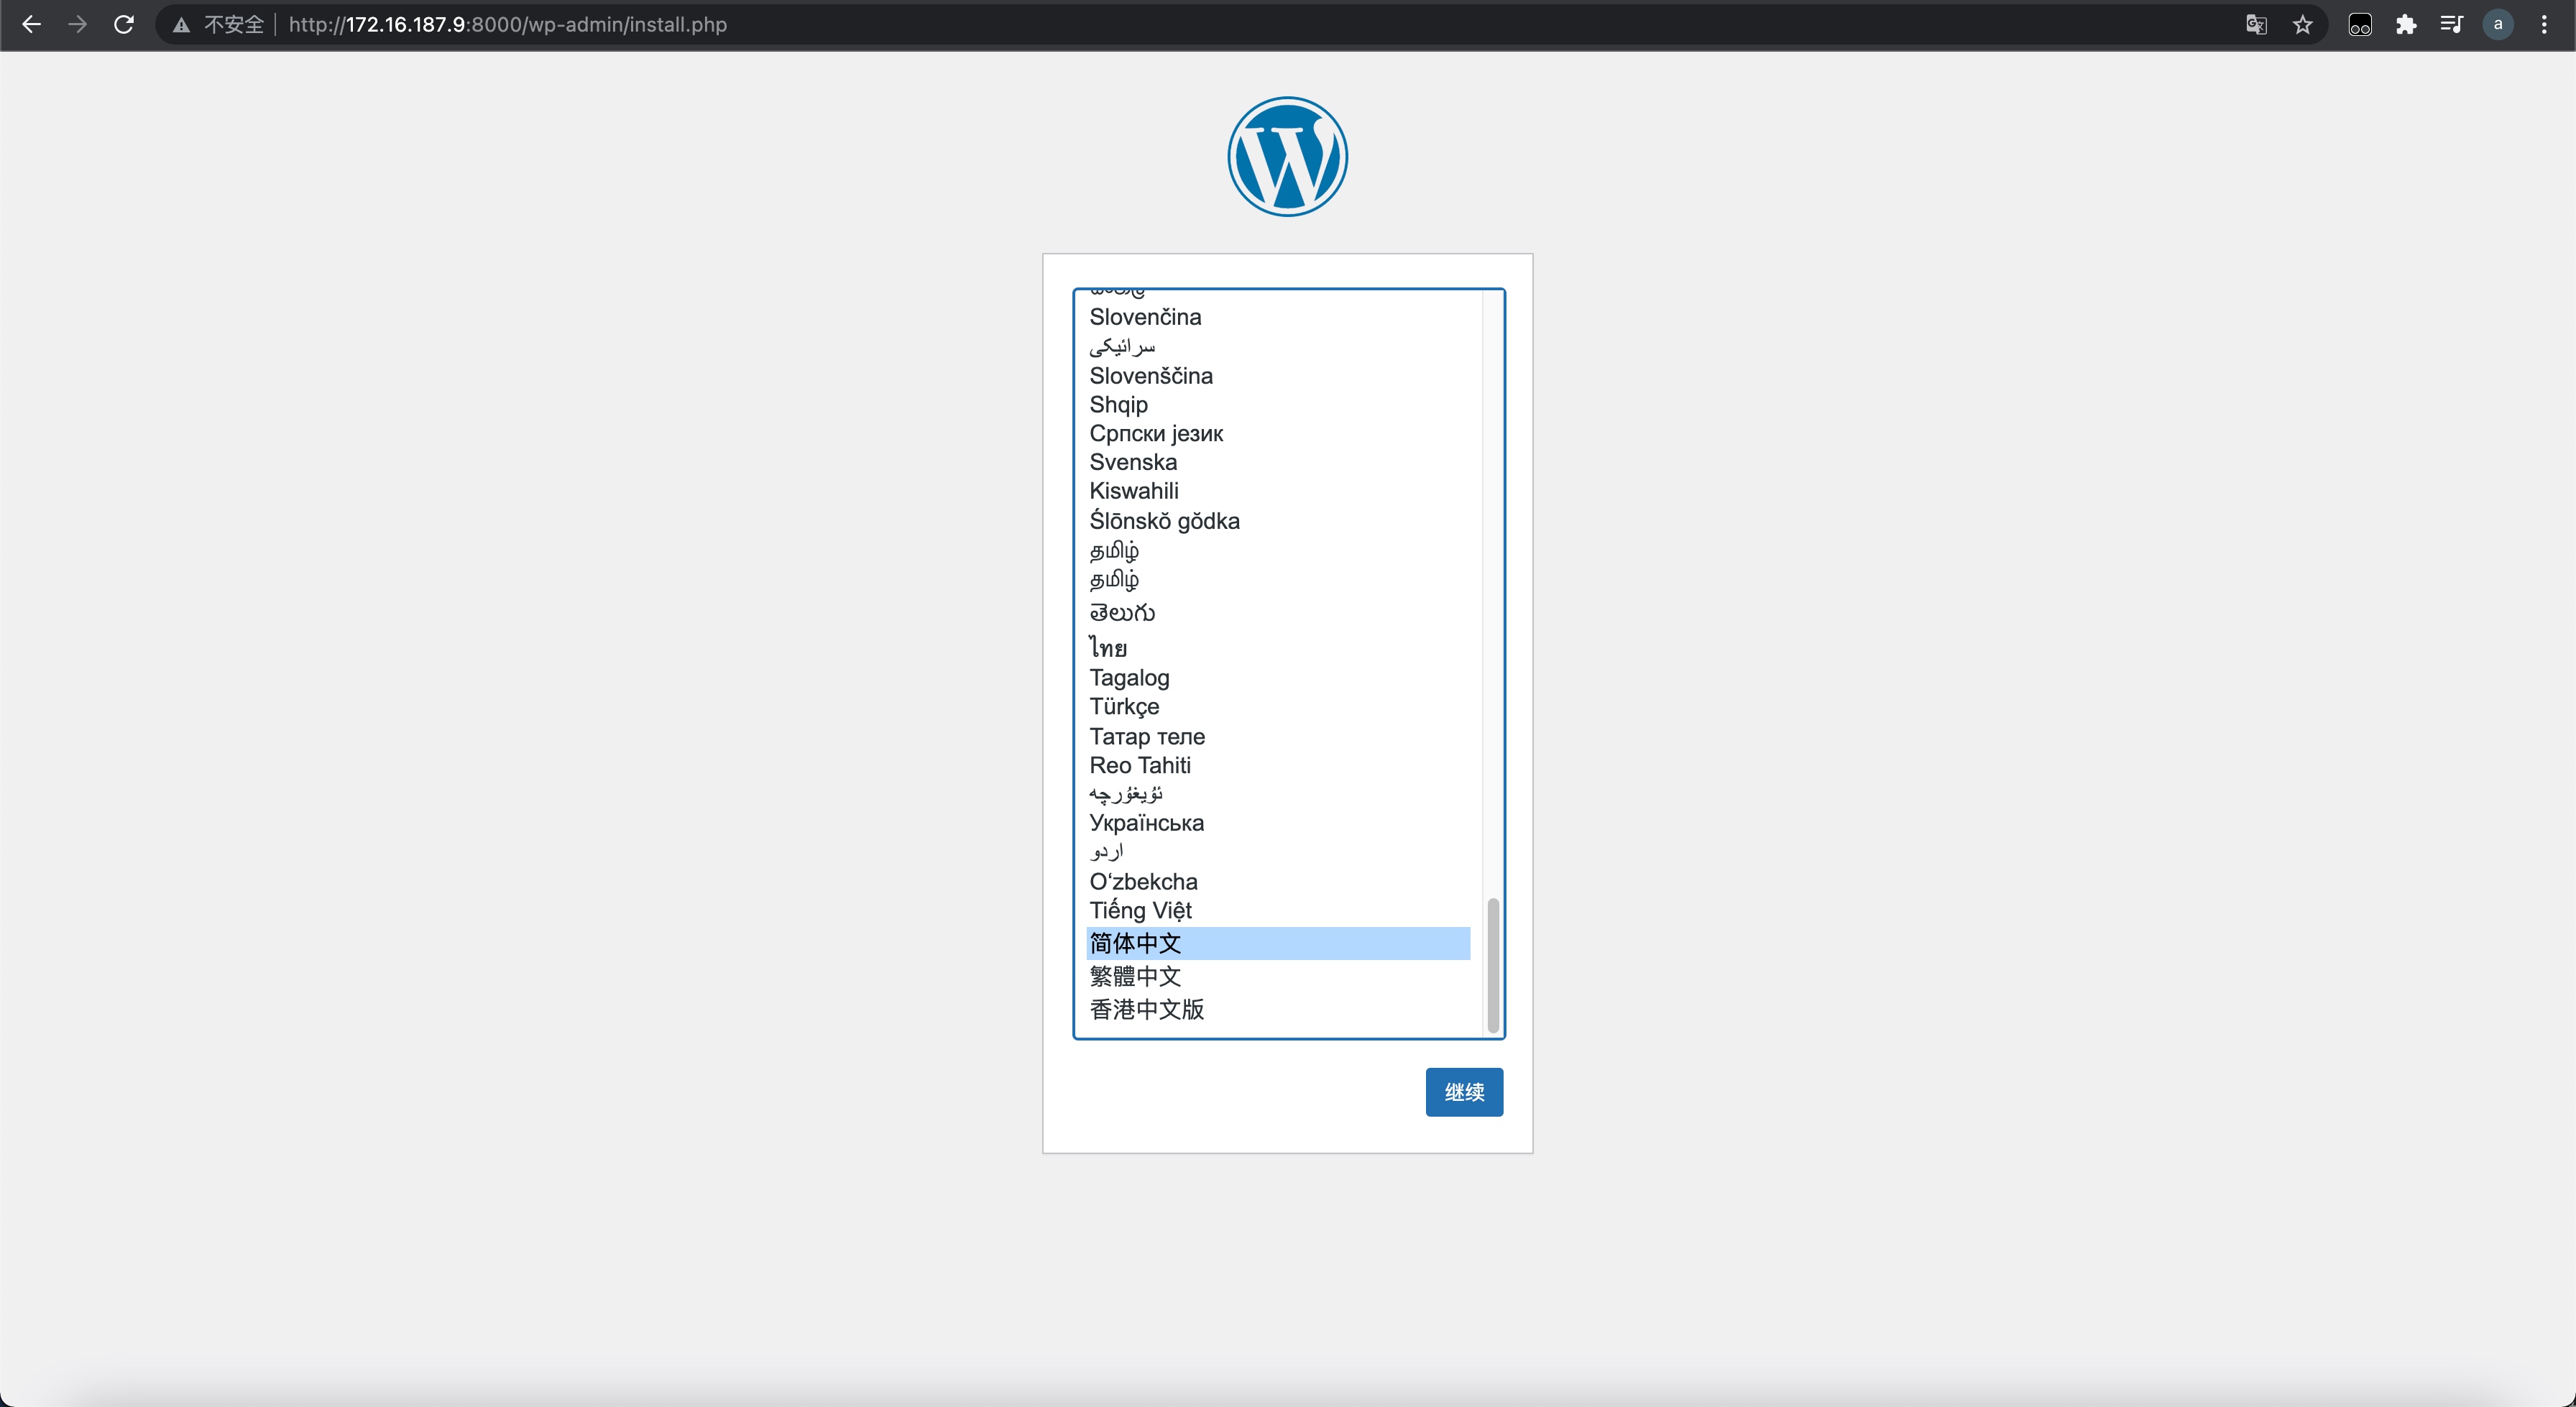 不安全 http://172.16.187.9:8000/wp-admin/install.php
a
Slovenčina
سرائیکی
Slovenščina
Shqip
Српски језик
Svenska
Kiswahili
Ślōnskŏ gŏdka
தமிழ்
தமிழ்
తెలుగు
ไทย
Tagalog
Türkçe
Татар теле
Reo Tahiti
ئۇيغۇرچە
Українська
اردو
O‘zbekcha
Tiếng Việt
简体中文
繁體中文
香港中文版
继续